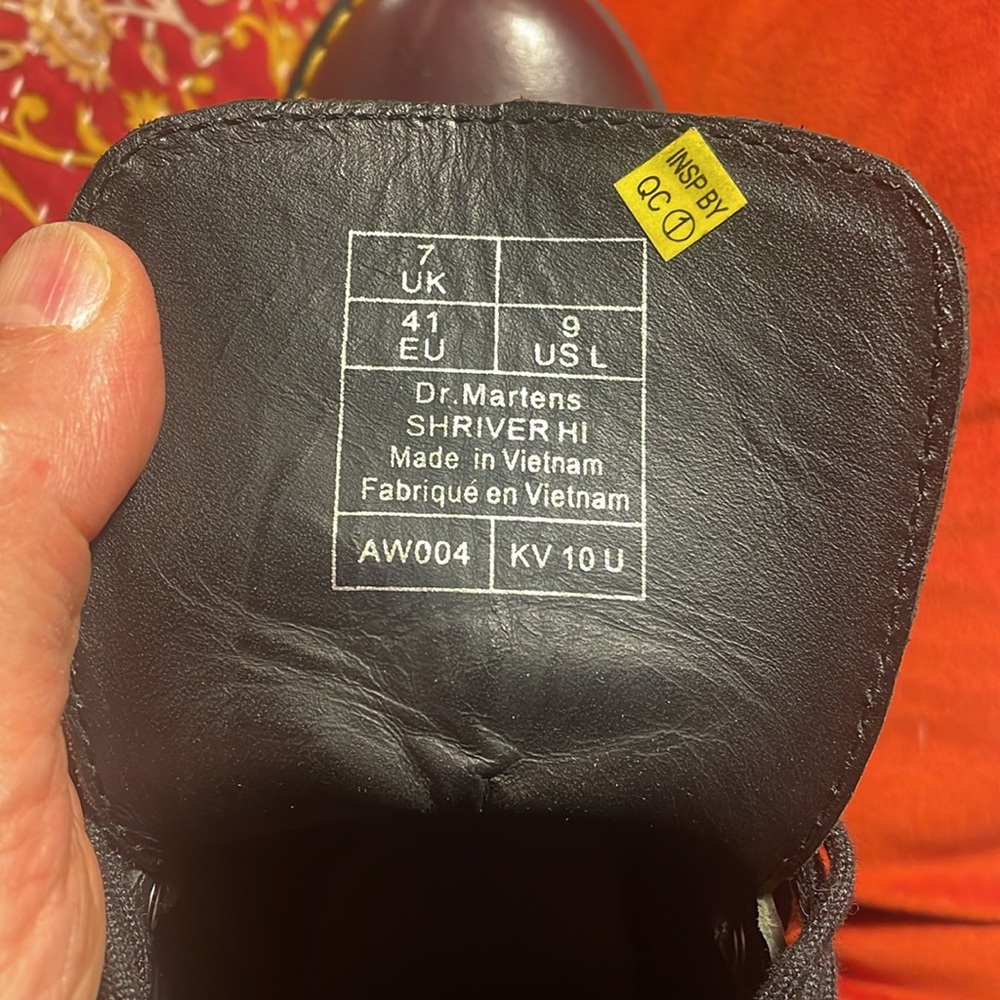 INSP BY
QC 1
7
UK
41
EU
9
US L
Dr.Martens
SHRIVER HI
Made in Vietnam
Fabriqué en Vietnam
AW004
KV 10 U